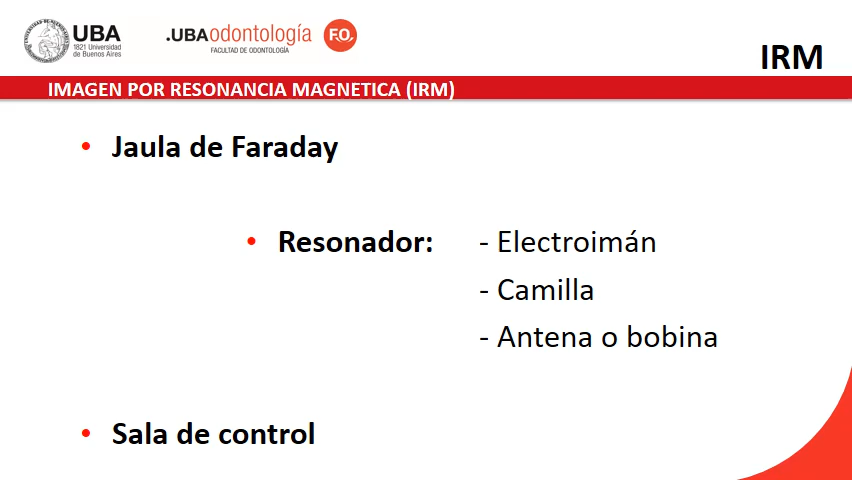 UBA
1821 Universidad
de Buenos Aires
.UBAodontología
FACULTAD DE ODONTOLOGÍA
F.O.
IRM
IMAGEN POR RESONANCIA MAGNETICA (IRM)
• Jaula de Faraday
• Resonador: - Electroimán
- Camilla
- Antena o bobina
• Sala de control